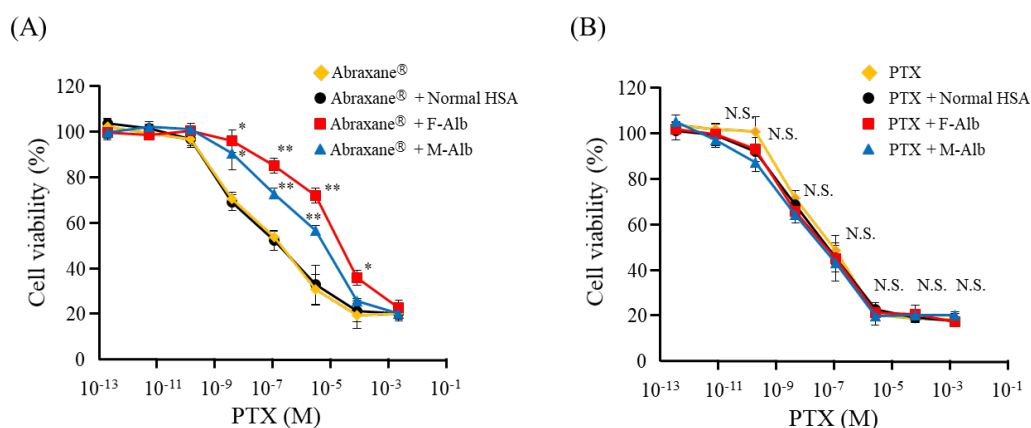 (A)
(B)
Abraxane®
Abraxane® + Normal HSA
Abraxane® + F-Alb
Abraxane® + M-Alb
Cell viability (%)
120
100
80
60
40
20
0
*
*
**
**
**
**
*
10⁻¹³ 10⁻¹¹ 10⁻⁹ 10⁻⁷ 10⁻⁵ 10⁻³ 10⁻¹
PTX (M)
PTX
PTX + Normal HSA
PTX + F-Alb
PTX + M-Alb
Cell viability (%)
120
100
80
60
40
20
0
N.S.
N.S.
N.S.
N.S.
N.S. N.S. N.S.
10⁻¹³ 10⁻¹¹ 10⁻⁹ 10⁻⁷ 10⁻⁵ 10⁻³ 10⁻¹
PTX (M)